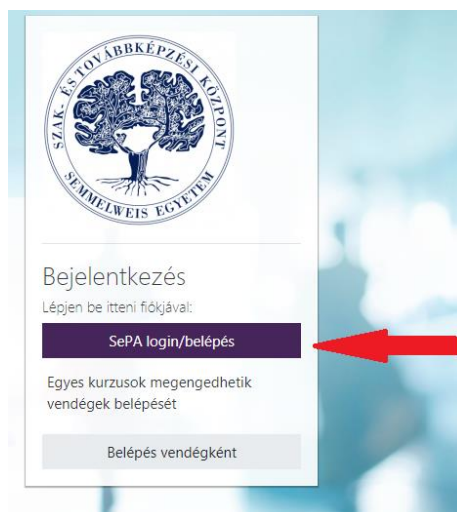 SZAK- ÉS TOVÁBBKÉPZÉSI KÖZPONT
SEMMELWEIS EGYETEM
Bejelentkezés
Lépjen be itteni fiókjával:
SePA login/belépés
Egyes kurzusok megengedhetik
vendégek belépését
Belépés vendégként